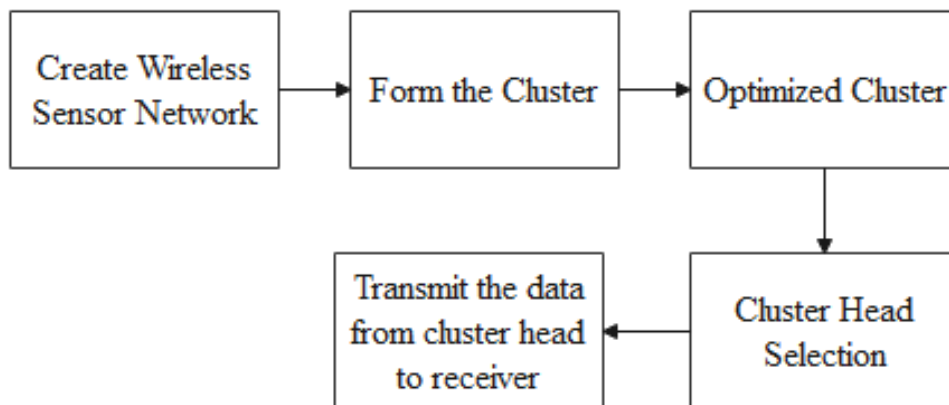 Create Wireless
Sensor Network
Form the Cluster
Optimized Cluster
Cluster Head
Selection
Transmit the data
from cluster head
to receiver